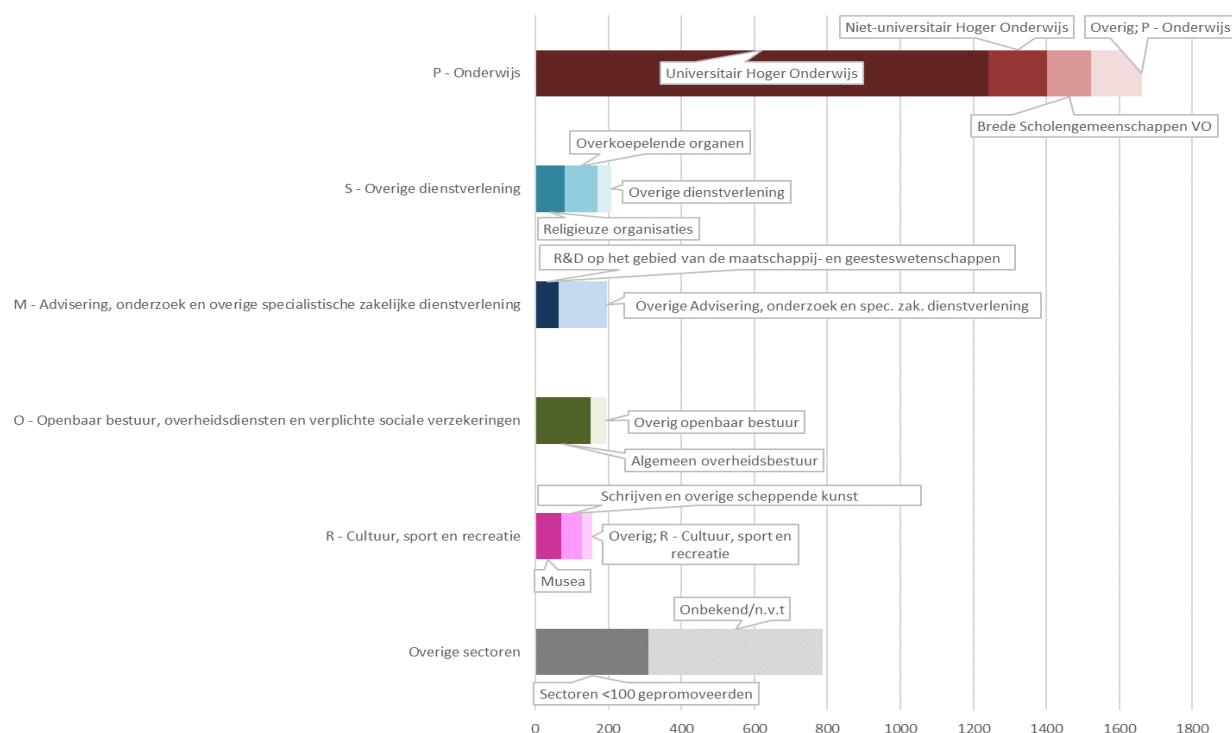 Niet-universitair Hoger Onderwijs
Overig; P - Onderwijs
P - Onderwijs
Universitair Hoger Onderwijs
Brede Scholengemeenschappen VO
Overkoepelende organen
S - Overige dienstverlening
Overige dienstverlening
Religieuze organisaties
R&D op het gebied van de maatschappij- en geesteswetenschappen
M - Advisering, onderzoek en overige specialistische zakelijke dienstverlening
Overige Advisering, onderzoek en spec. zak. dienstverlening
O - Openbaar bestuur, overheidsdiensten en verplichte sociale verzekeringen
Overig openbaar bestuur
Algemeen overheidsbestuur
Schrijven en overige scheppende kunst
R - Cultuur, sport en recreatie
Overig; R - Cultuur, sport en
recreatie
Musea
Onbekend/n.v.t
Overige sectoren
Sectoren <100 gepromoveerden
0 200 400 600 800 1000 1200 1400 1600 1800